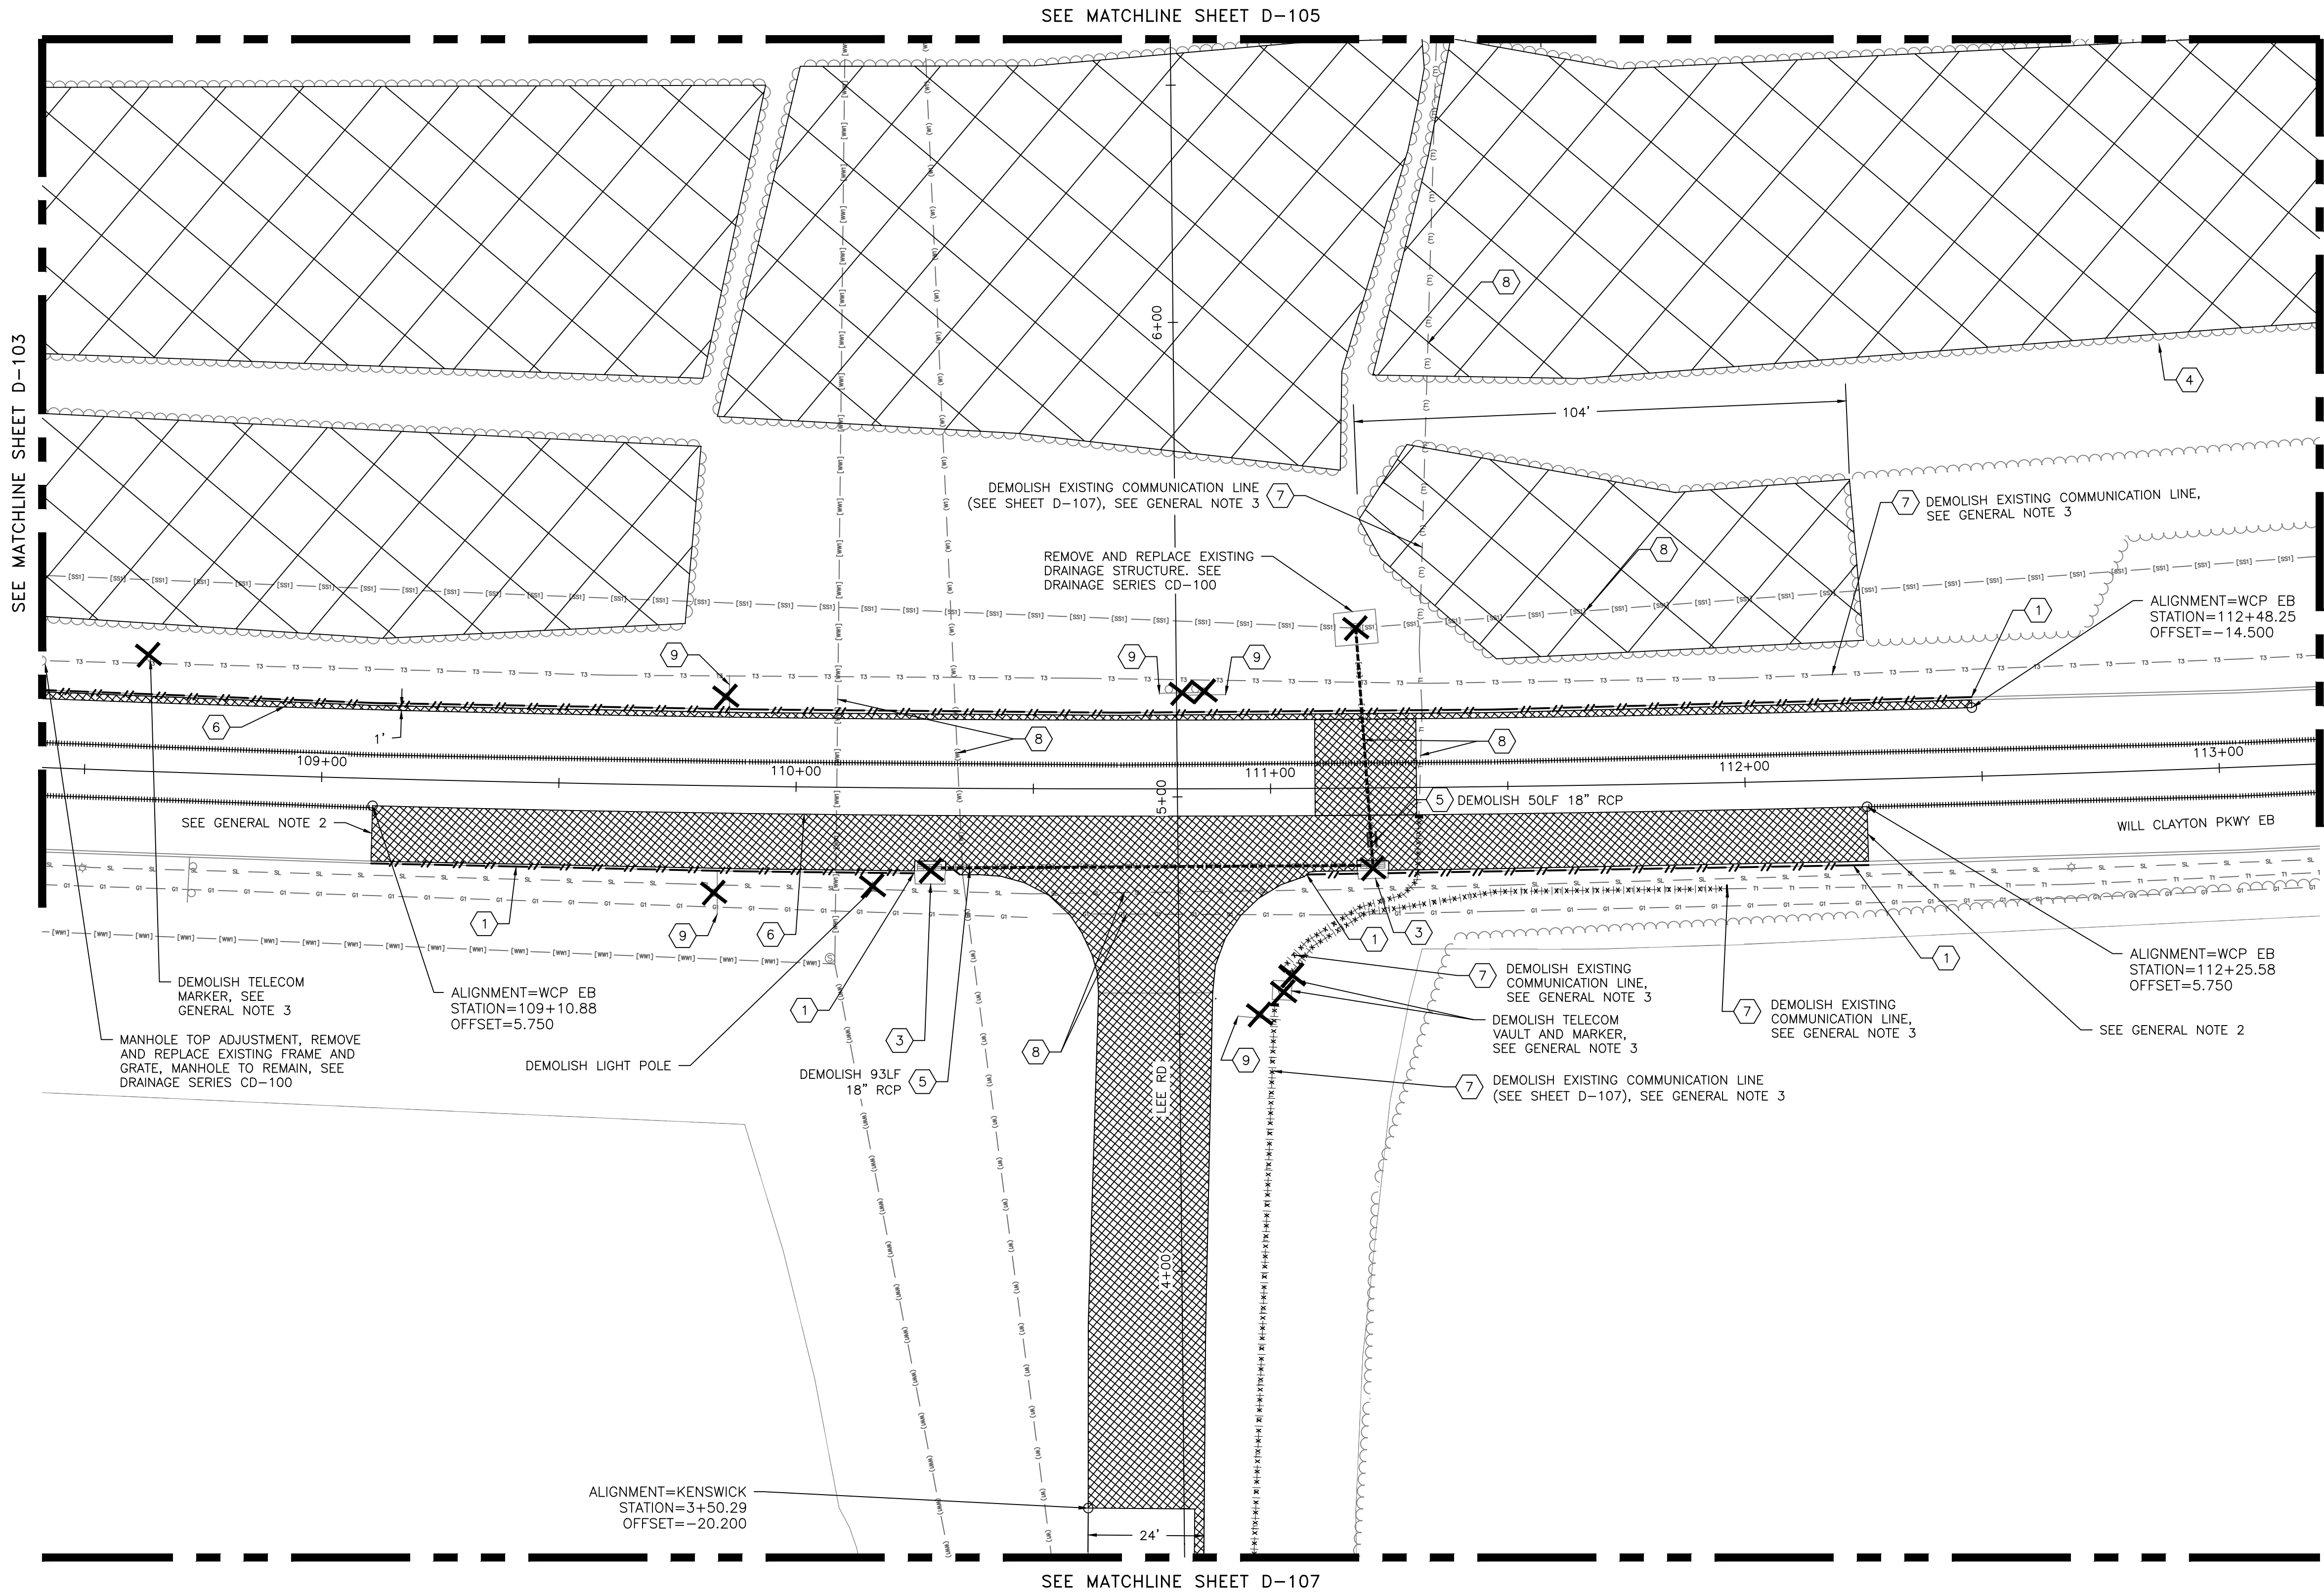 SEE MATCHLINE SHEET D-105
SEE MATCHLINE SHEET D-103
6+00
8
4
104'
DEMOLISH EXISTING COMMUNICATION LINE
(SEE SHEET D-107), SEE GENERAL NOTE 3
7
7
DEMOLISH EXISTING COMMUNICATION LINE,
SEE GENERAL NOTE 3
8
REMOVE AND REPLACE EXISTING
DRAINAGE STRUCTURE. SEE
DRAINAGE SERIES CD-100
1
ALIGNMENT=WCP EB
STATION=112+48.25
OFFSET=-14.500
9
9
9
6
1'
8
8
109+00
110+00
111+00
112+00
113+00
5+00
5
DEMOLISH 50LF 18" RCP
SEE GENERAL NOTE 2
WILL CLAYTON PKWY EB
1
9
6
1
3
1
DEMOLISH TELECOM
MARKER, SEE
GENERAL NOTE 3
ALIGNMENT=WCP EB
STATION=109+10.88
OFFSET=5.750
1
3
8
7
DEMOLISH EXISTING
COMMUNICATION LINE,
SEE GENERAL NOTE 3
7
DEMOLISH EXISTING
COMMUNICATION LINE,
SEE GENERAL NOTE 3
ALIGNMENT=WCP EB
STATION=112+25.58
OFFSET=5.750
SEE GENERAL NOTE 2
DEMOLISH TELECOM
VAULT AND MARKER,
SEE GENERAL NOTE 3
9
MANHOLE TOP ADJUSTMENT, REMOVE
AND REPLACE EXISTING FRAME AND
GRATE, MANHOLE TO REMAIN, SEE
DRAINAGE SERIES CD-100
DEMOLISH LIGHT POLE
DEMOLISH 93LF
18" RCP
5
7
DEMOLISH EXISTING COMMUNICATION LINE
(SEE SHEET D-107), SEE GENERAL NOTE 3
LEE RD
4+00
ALIGNMENT=KENSWICK
STATION=3+50.29
OFFSET=-20.200
24'
SEE MATCHLINE SHEET D-107